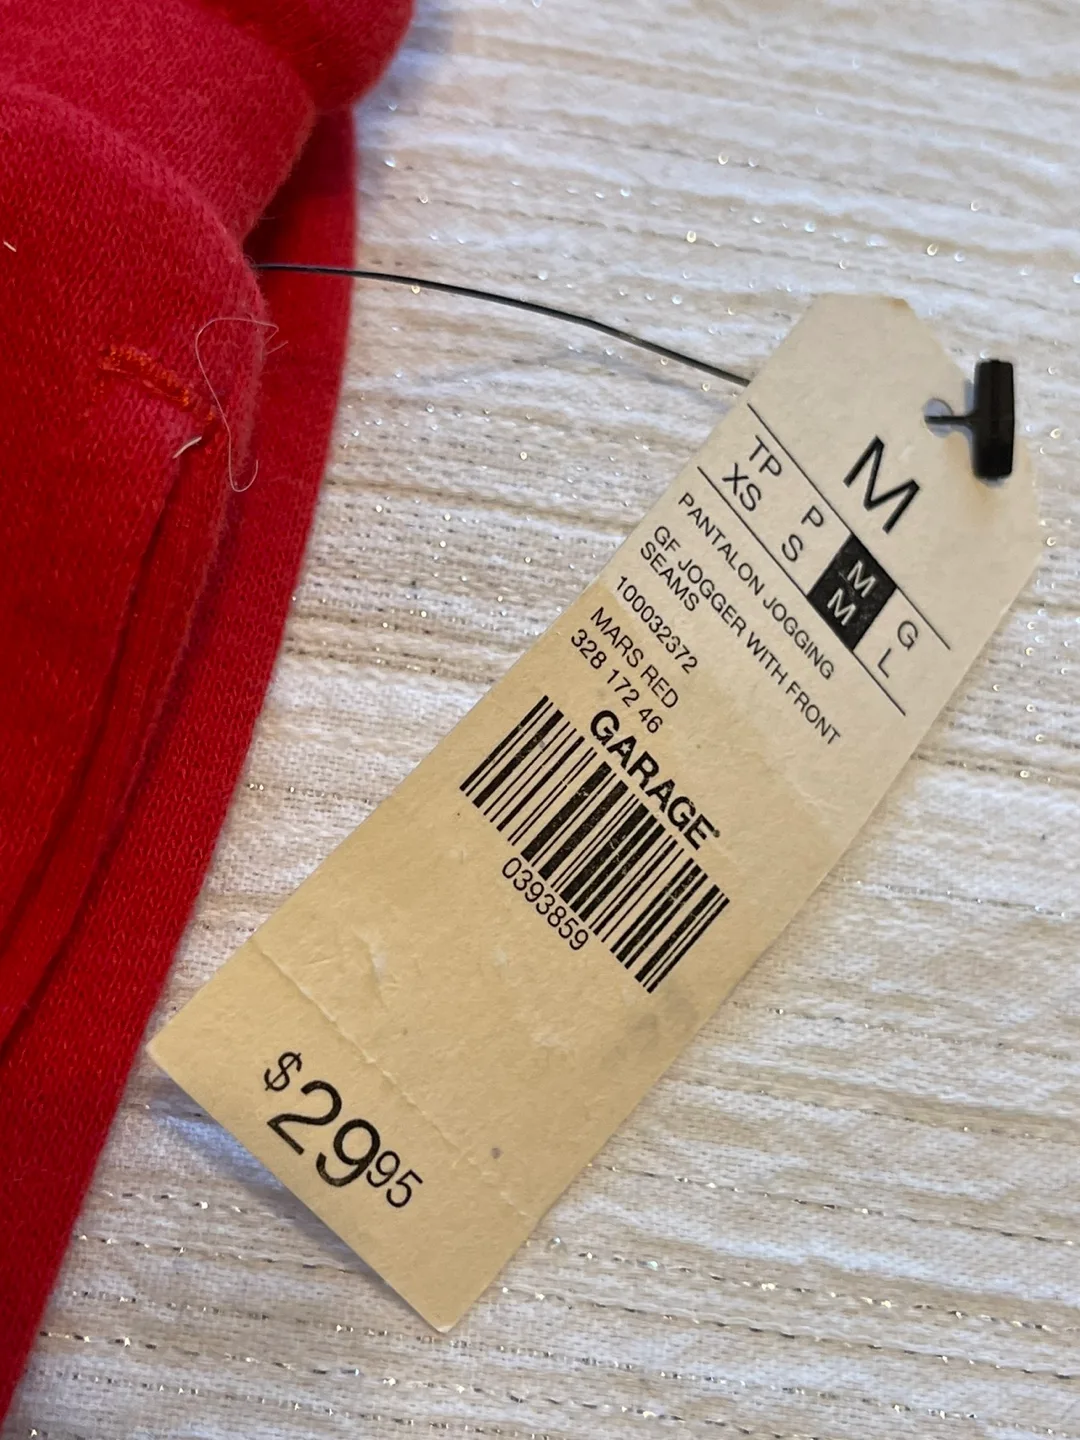 M
TP P M G
XS S M L
PANTALON JOGGING
GF JOGGER WITH FRONT
SEAMS
100032372
MARS RED
328 172 46
GARAGE®
0393859
$2995